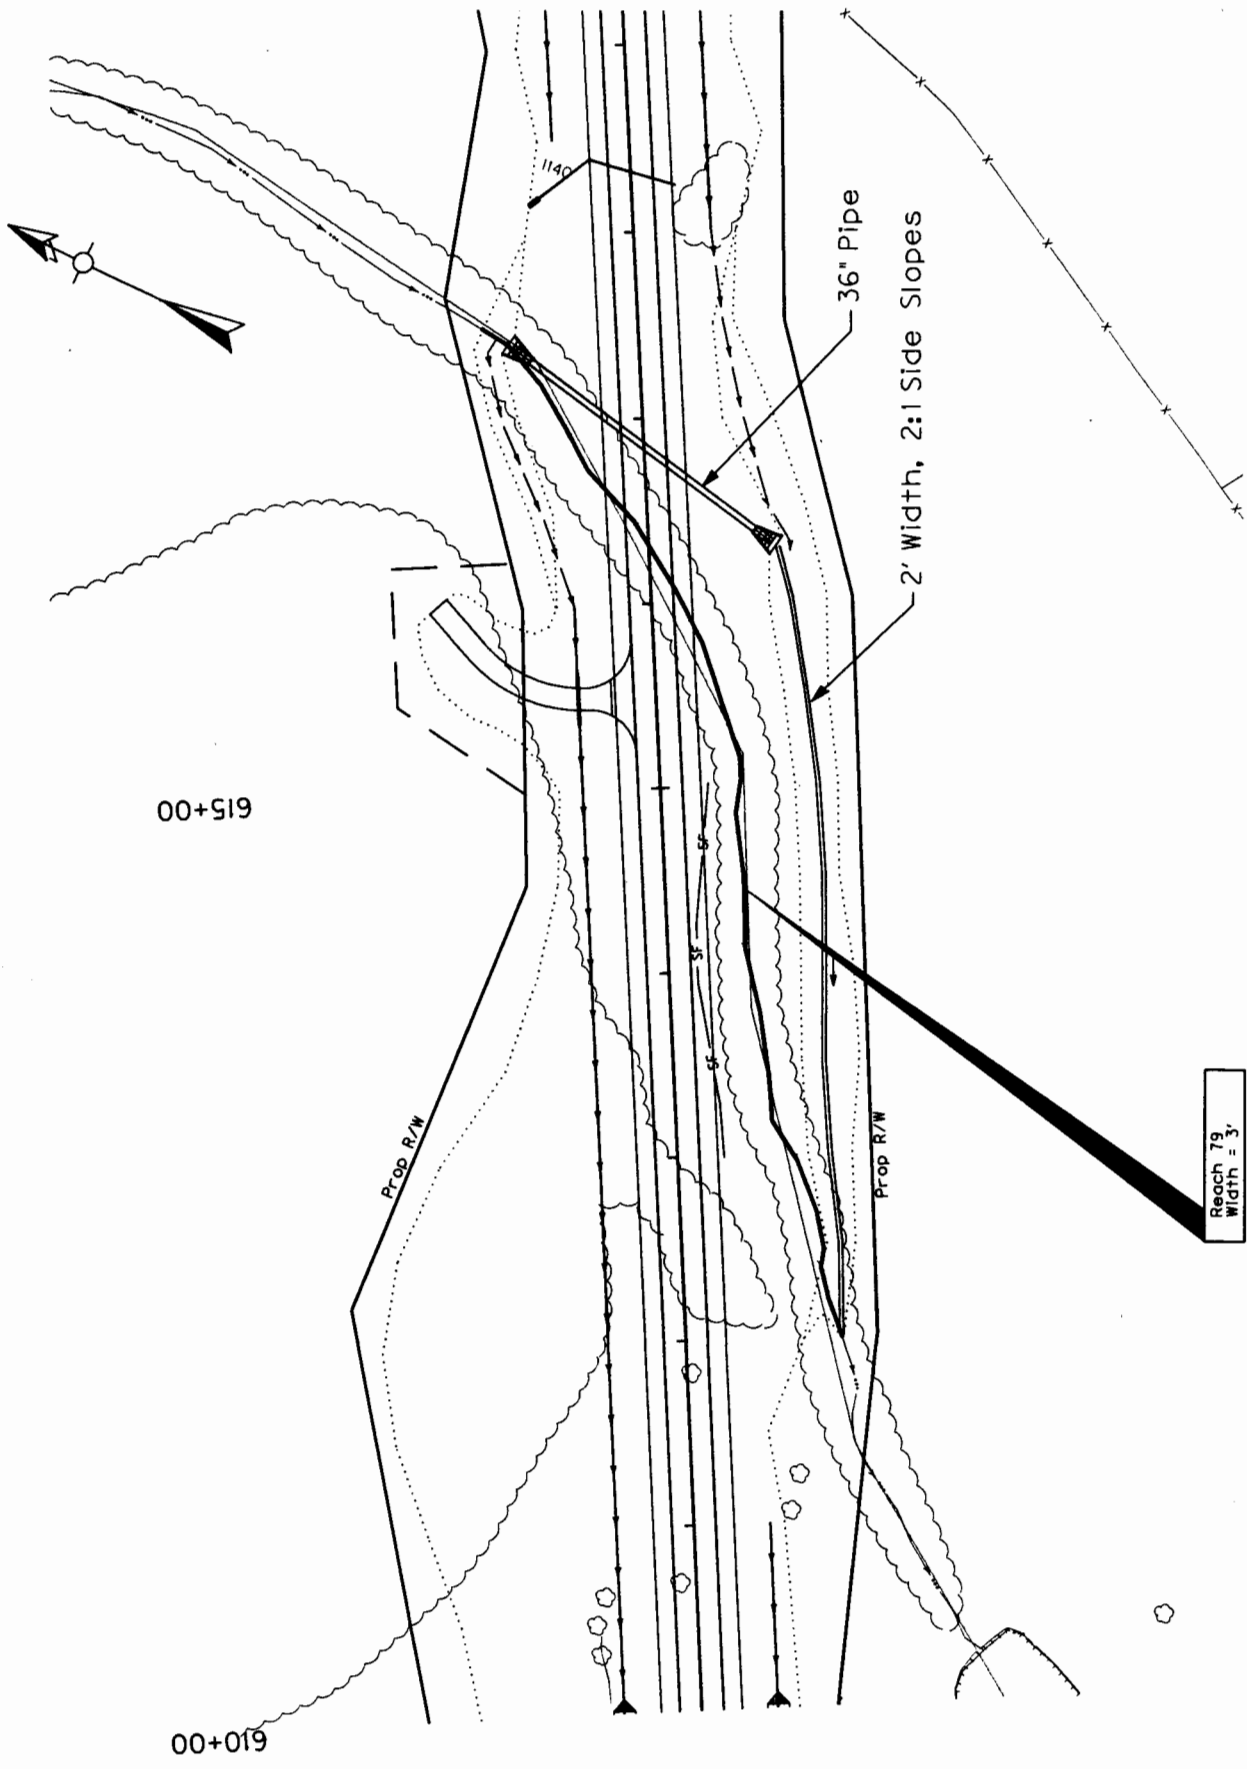 1140
36" Pipe
2' Width, 2:1 Side Slopes
615+00
SF
SF
SF
Prop R/W
Prop R/W
Reach 79
Width = 3'
610+00